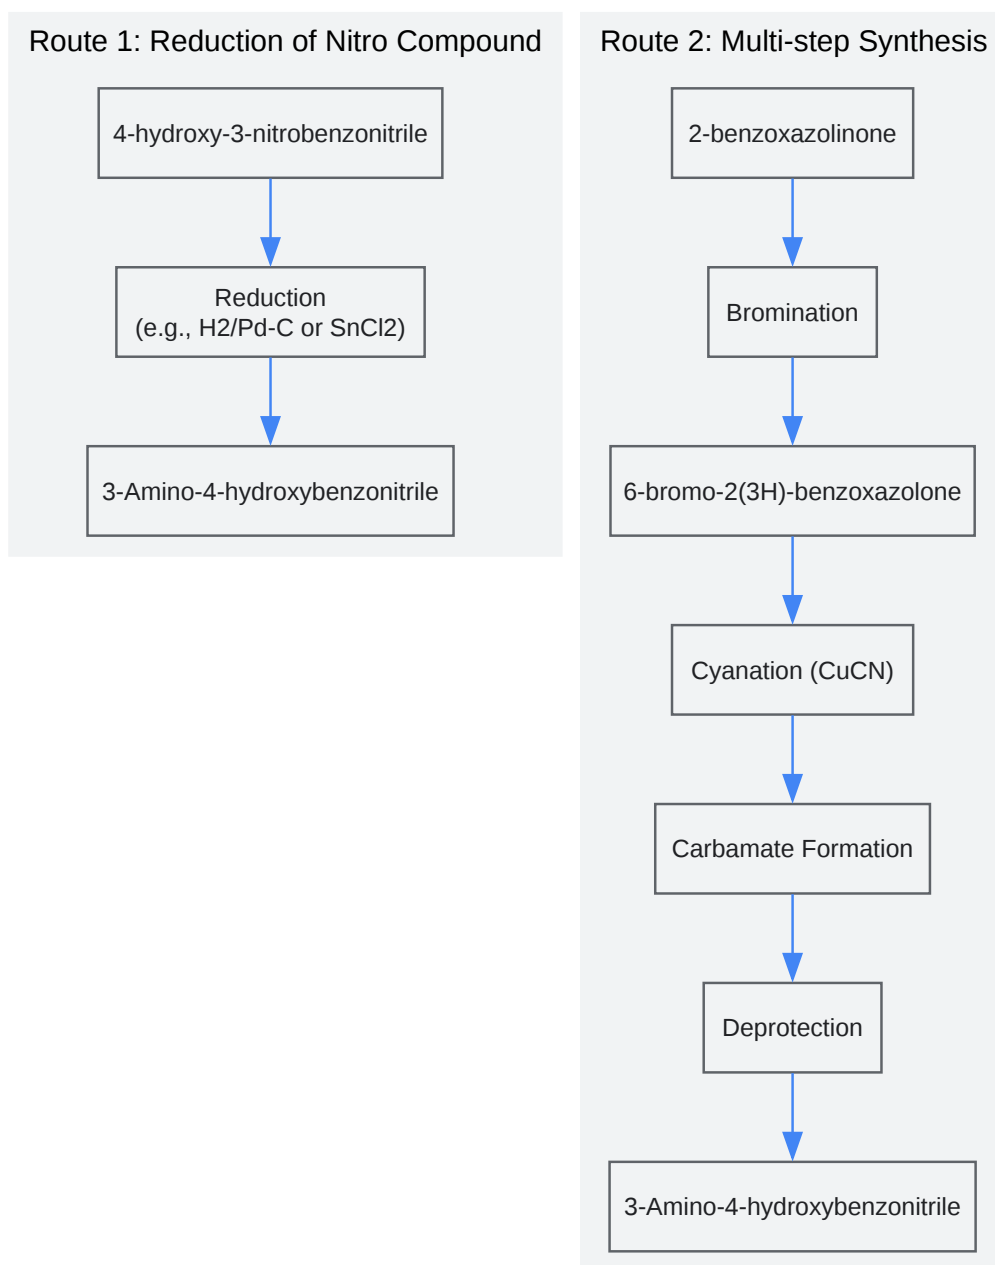 Route 1: Reduction of Nitro Compound
4-hydroxy-3-nitrobenzonitrile
Reduction
(e.g., H2/Pd-C or SnCl2)
3-Amino-4-hydroxybenzonitrile
Route 2: Multi-step Synthesis
2-benzoxazolinone
Bromination
6-bromo-2(3H)-benzoxazolone
Cyanation (CuCN)
Carbamate Formation
Deprotection
3-Amino-4-hydroxybenzonitrile